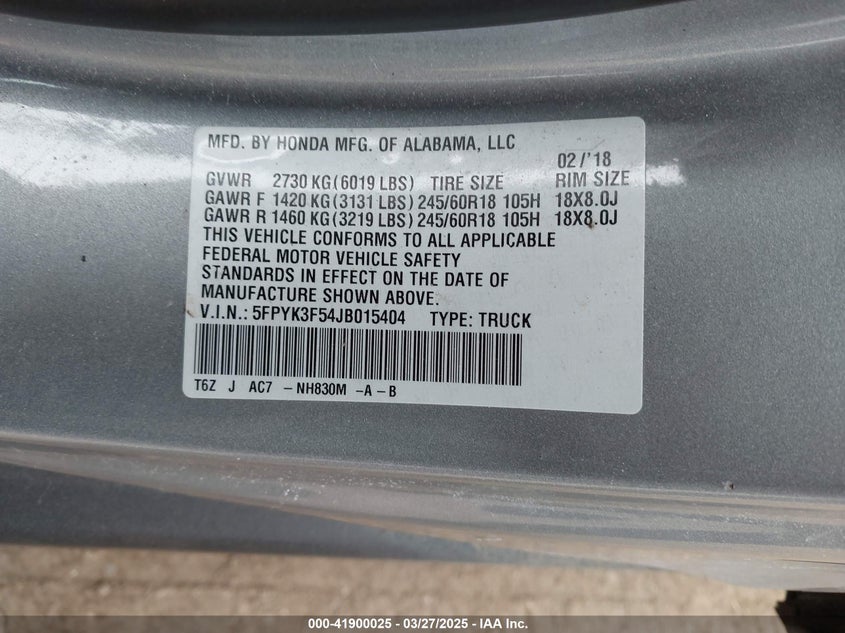 MFD. BY HONDA MFG. OF ALABAMA, LLC
02/'18
GVWR 2730 KG(6019 LBS) TIRE SIZE RIM SIZE
GAWR F 1420 KG(3131 LBS) 245/60R18 105H 18X8.0J
GAWR R 1460 KG(3219 LBS) 245/60R18 105H 18X8.0J
THIS VEHICLE CONFORMS TO ALL APPLICABLE
FEDERAL MOTOR VEHICLE SAFETY
STANDARDS IN EFFECT ON THE DATE OF
MANUFACTURE SHOWN ABOVE.
V.I.N.: 5FPYK3F54JB015404 TYPE: TRUCK
T6Z J AC7 -NH830M -A-B
000-41900025 | 03/27/2025 | IAA Inc.